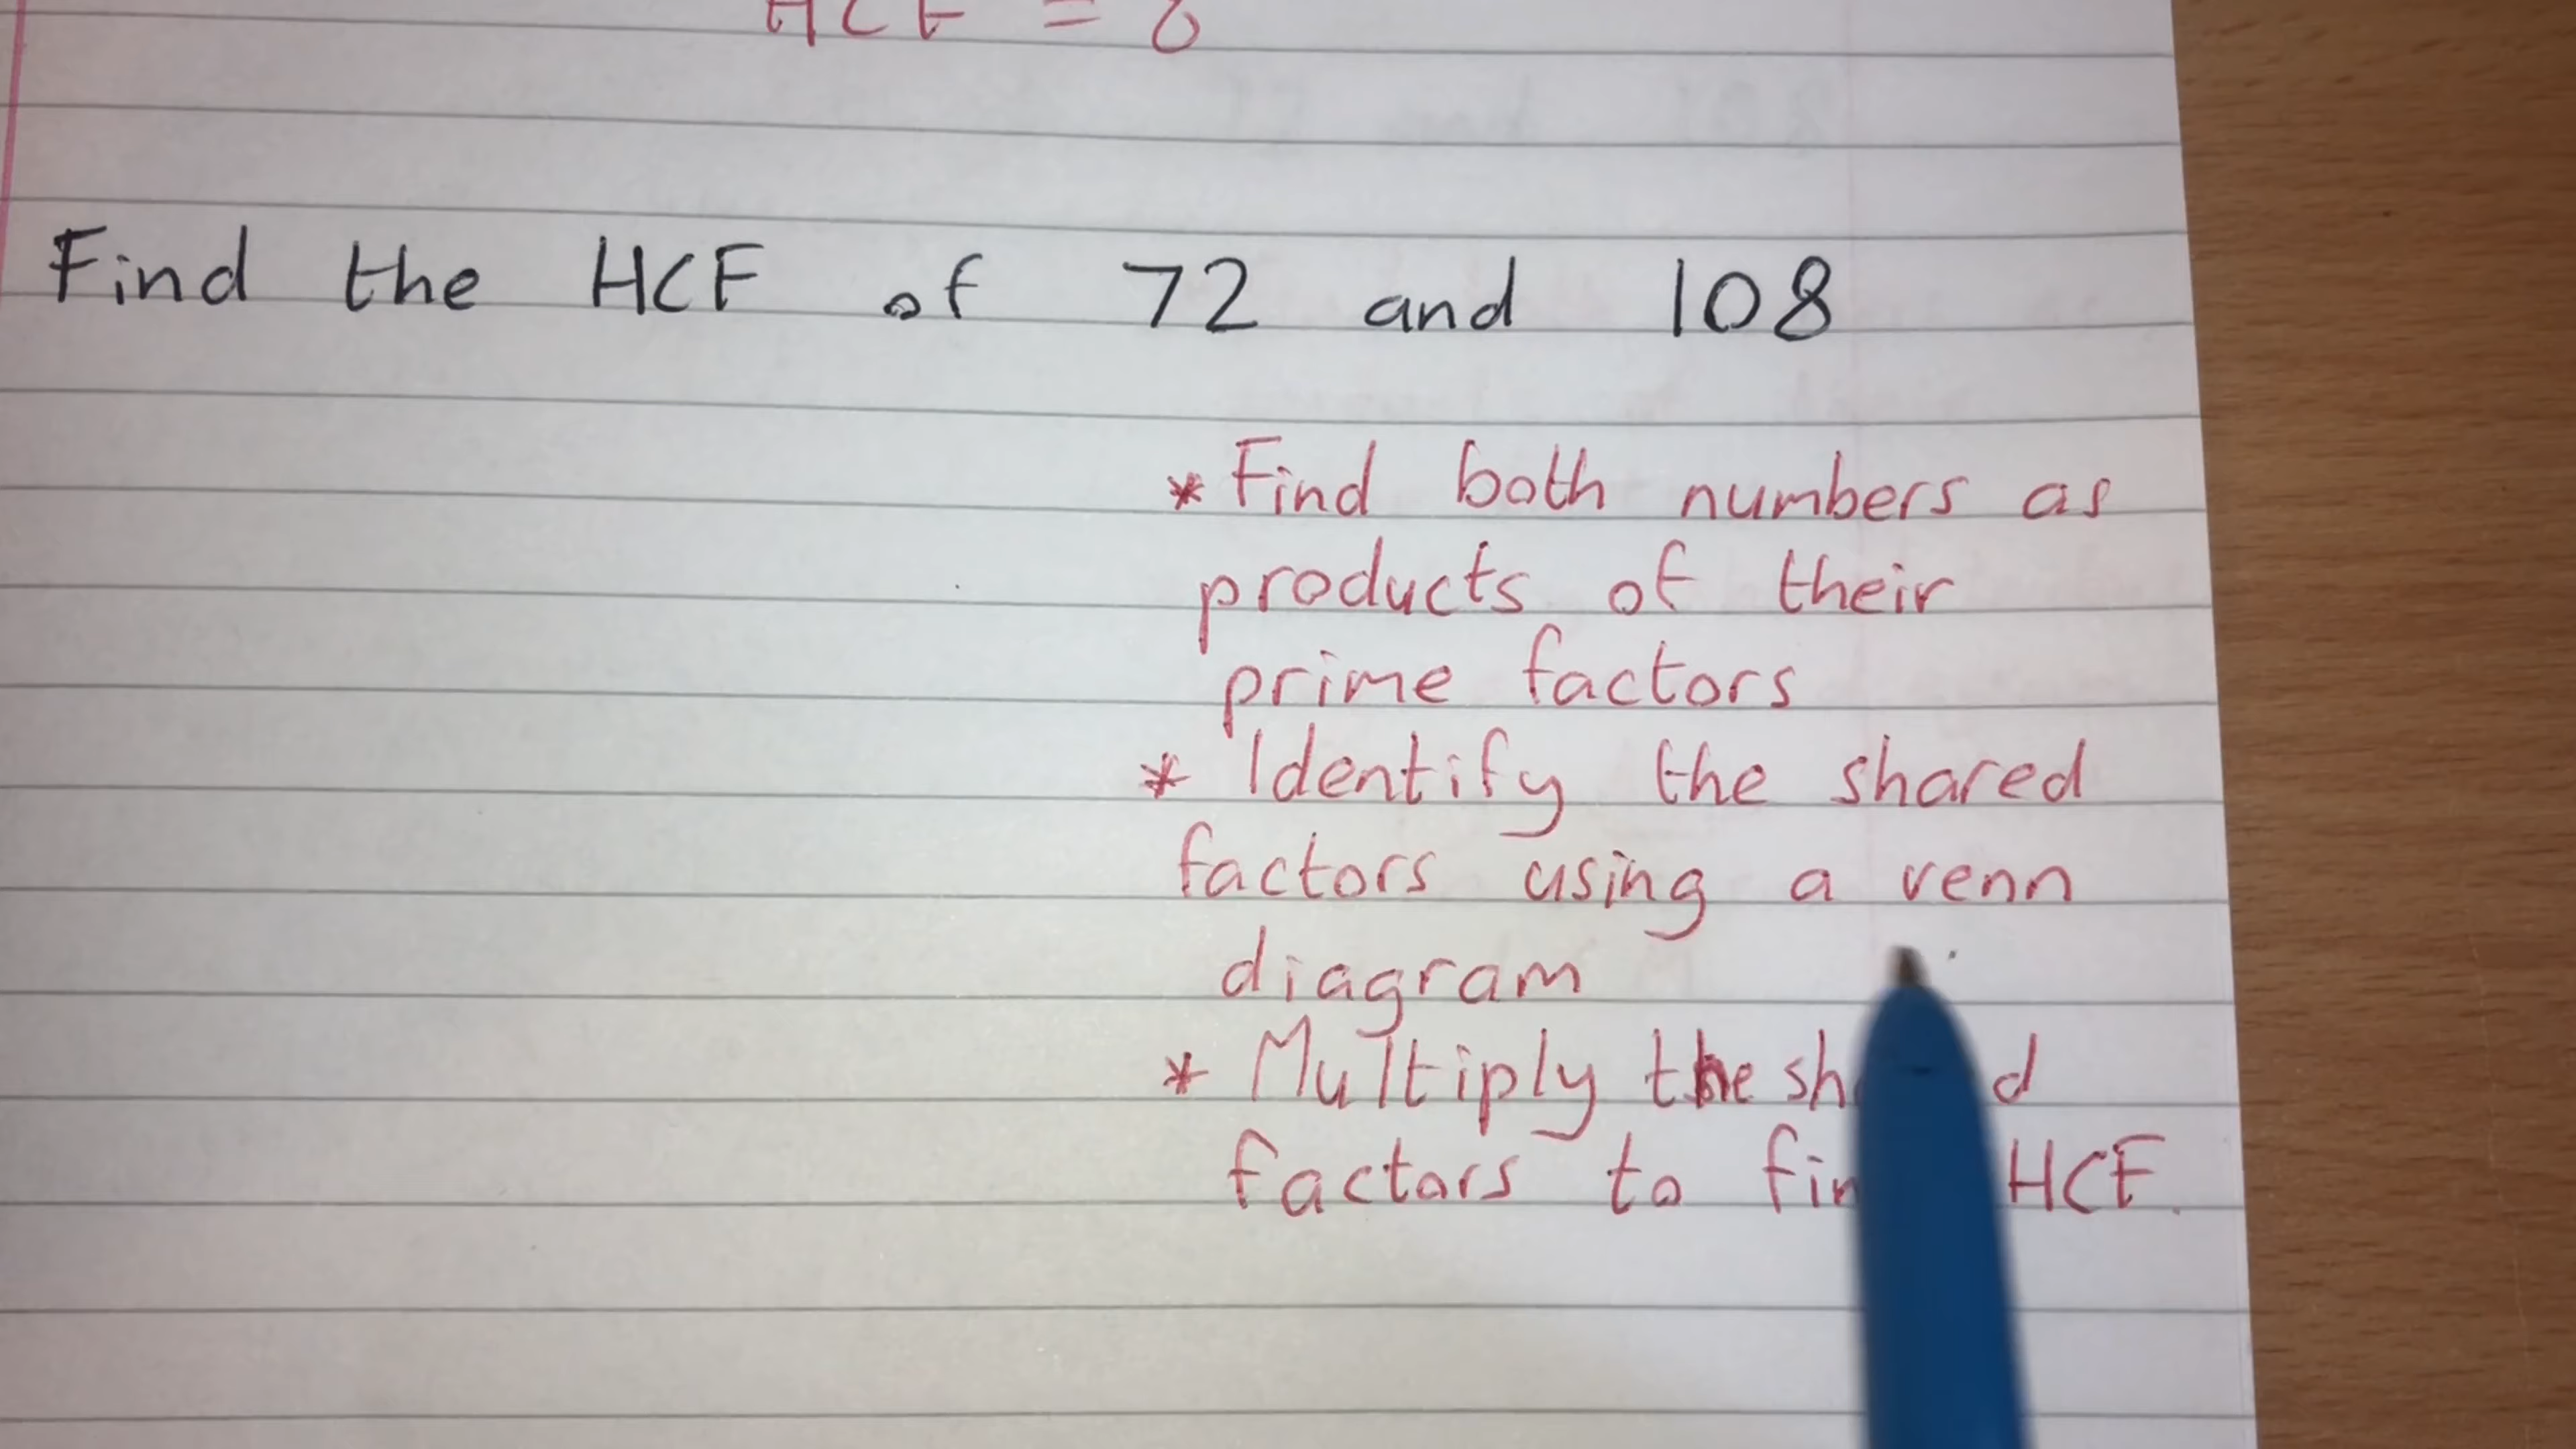 HCF =
Find the HCF of 72 and 108
* Find both numbers as
products of their
prime factors
* Identify the shared
factors using a venn
diagram
* Multiply the
factors to HCF.